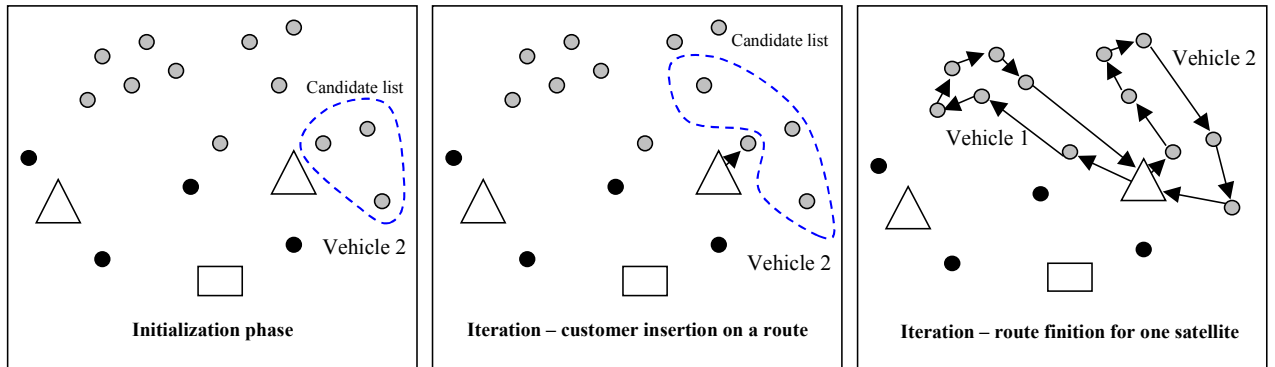 Candidate list
Vehicle 2
Initialization phase
Candidate list
Vehicle 2
Iteration – customer insertion on a route
Vehicle 2
Vehicle 1
Iteration – route finition for one satellite